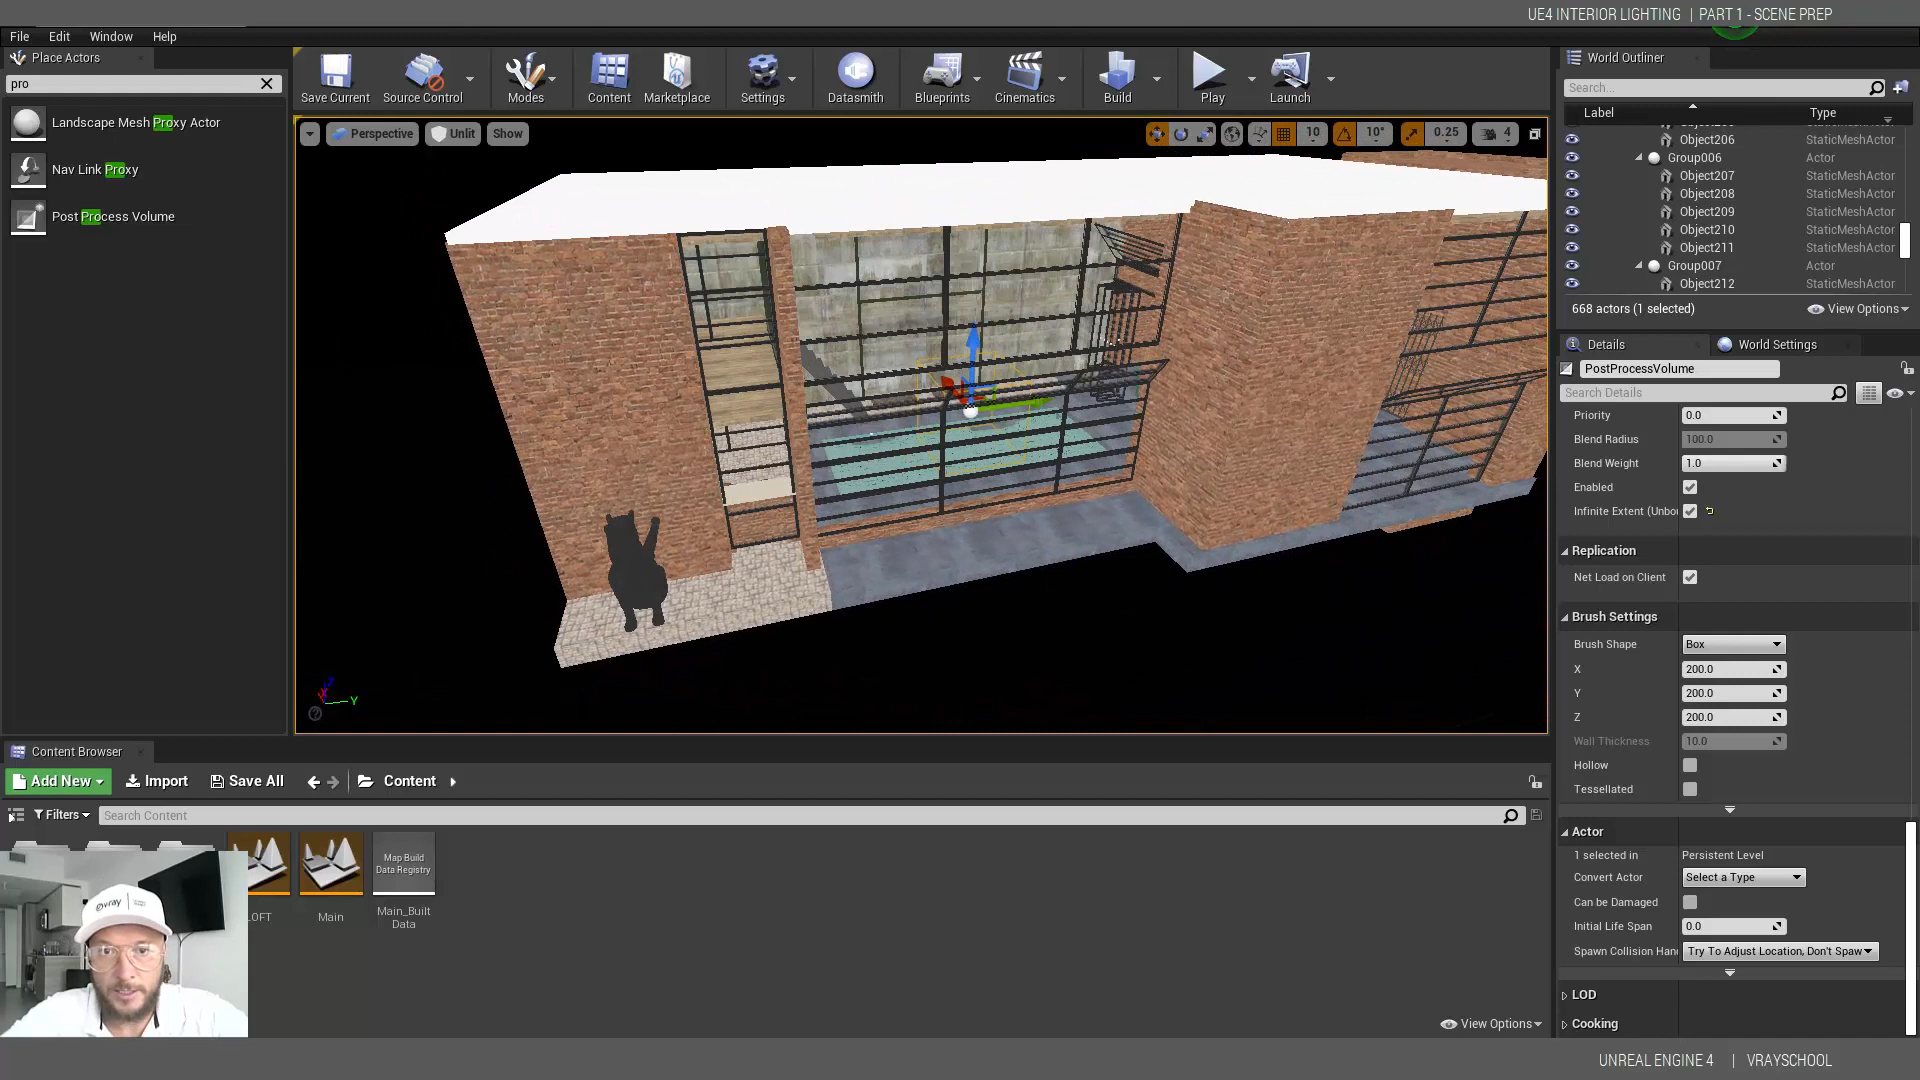 UE4 INTERIOR LIGHTING | PART 1 - SCENE PREP
File Edit Window Help
Place Actors
pro
Landscape Mesh Proxy Actor
Nav Link Proxy
Post Process Volume
Save Current Source Control Modes Content Marketplace Settings Datasmith Blueprints Cinematics Build Play Launch
Perspective Unlit Show 10 10° 0.25 4
X Y
World Outliner
Search...
Label Type
Object206 StaticMeshActor
Group006 Actor
Object207 StaticMeshActor
Object208 StaticMeshActor
Object209 StaticMeshActor
Object210 StaticMeshActor
Object211 StaticMeshActor
Group007 Actor
Object212 StaticMeshActor
668 actors (1 selected) View Options
Details World Settings
PostProcessVolume
Search Details
Priority 0.0
Blend Radius 100.0
Blend Weight 1.0
Enabled
Infinite Extent (Unbou
Replication
Net Load on Client
Brush Settings
Brush Shape Box
X 200.0
Y 200.0
Z 200.0
Wall Thickness 10.0
Hollow
Tessellated
Actor
1 selected in Persistent Level
Convert Actor Select a Type
Can be Damaged
Initial Life Span 0.0
Spawn Collision Han Try To Adjust Location, Don't Spaw
LOD
Cooking
Content Browser
Add New Import Save All Content
Filters Search Content
Map Build
Data Registry
LOFT Main Main_Built
Data
vray
View Options
UNREAL ENGINE 4 | VRAYSCHOOL